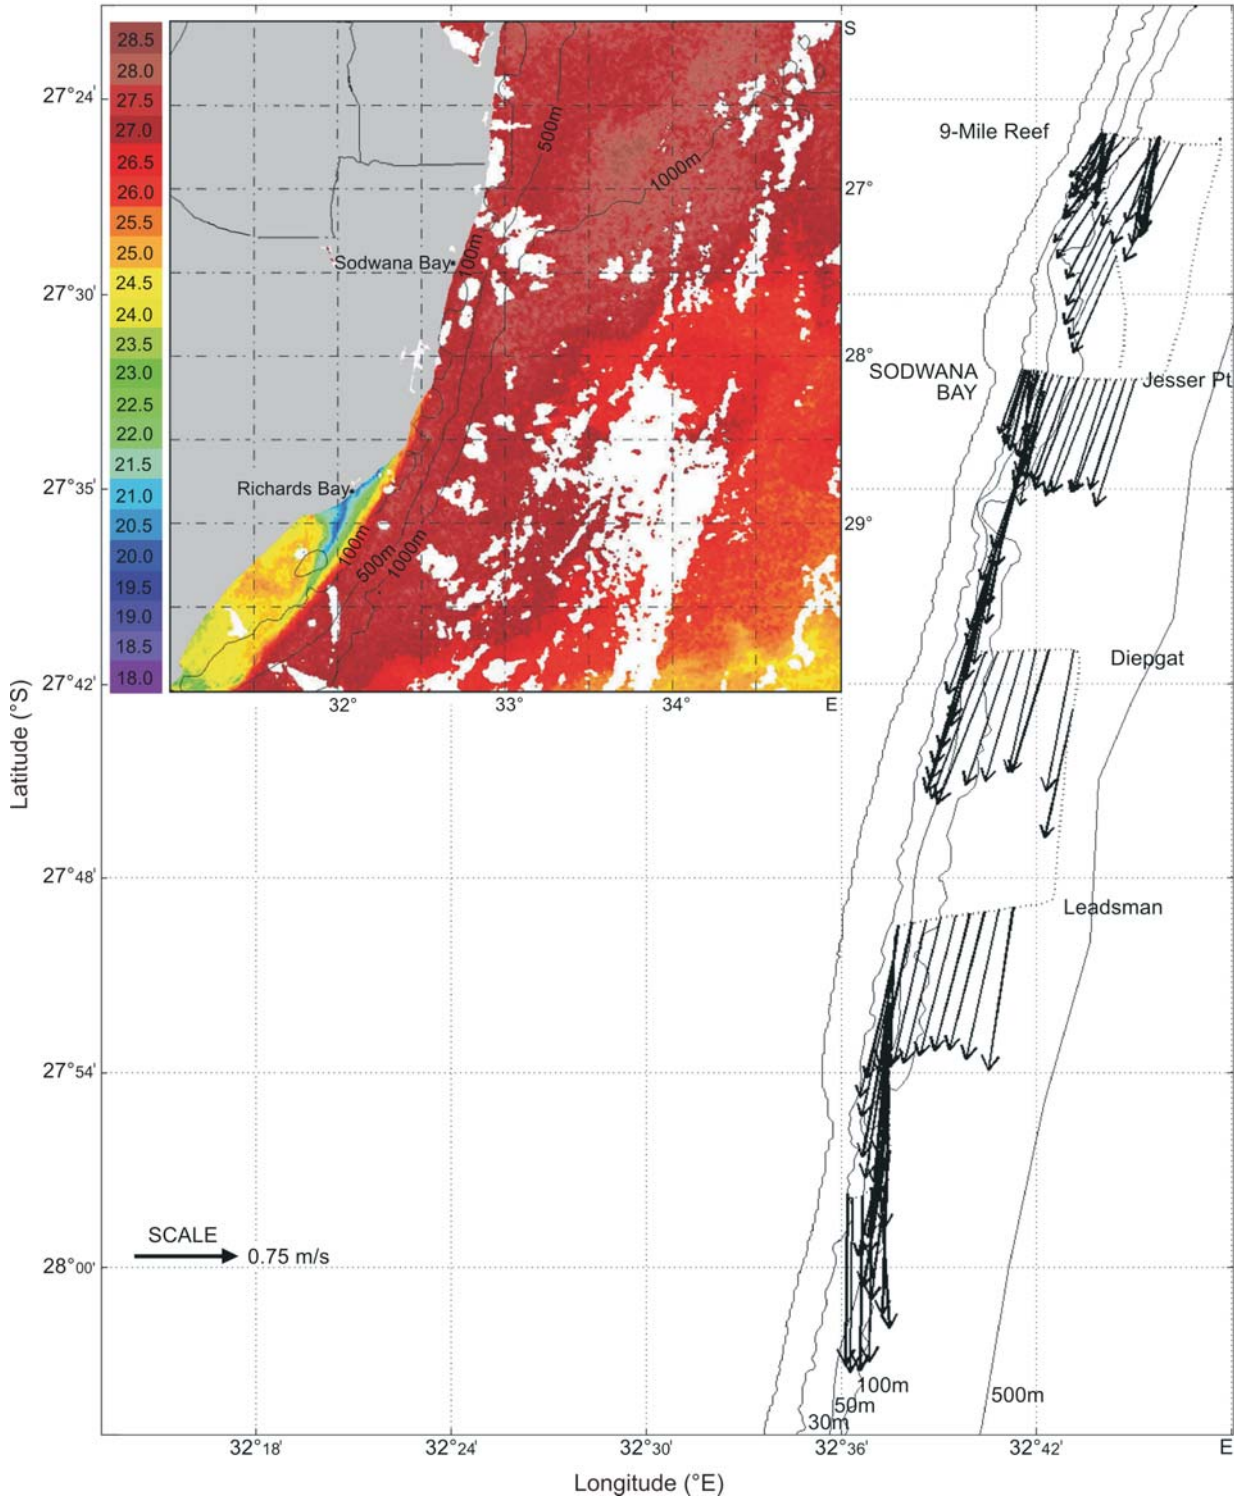 28.5
28.0
27.5
27.0
26.5
26.0
25.5
25.0
24.5
24.0
23.5
23.0
22.5
22.0
21.5
21.0
20.5
20.0
19.5
19.0
18.5
18.0
S
27°
28°
29°
32°
33°
34°
E
500m
1000m
Sodwana Bay
100m
Richards Bay
100m
500m
1000m
27°24'
27°30'
27°35'
27°42'
27°48'
27°54'
28°00'
Latitude (°S)
9-Mile Reef
SODWANA
BAY
Jesser Pt
Diepgat
Leadsman
SCALE
0.75 m/s
100m
50m
30m
500m
32°18'
32°24'
32°30'
32°36'
32°42'
E
Longitude (°E)